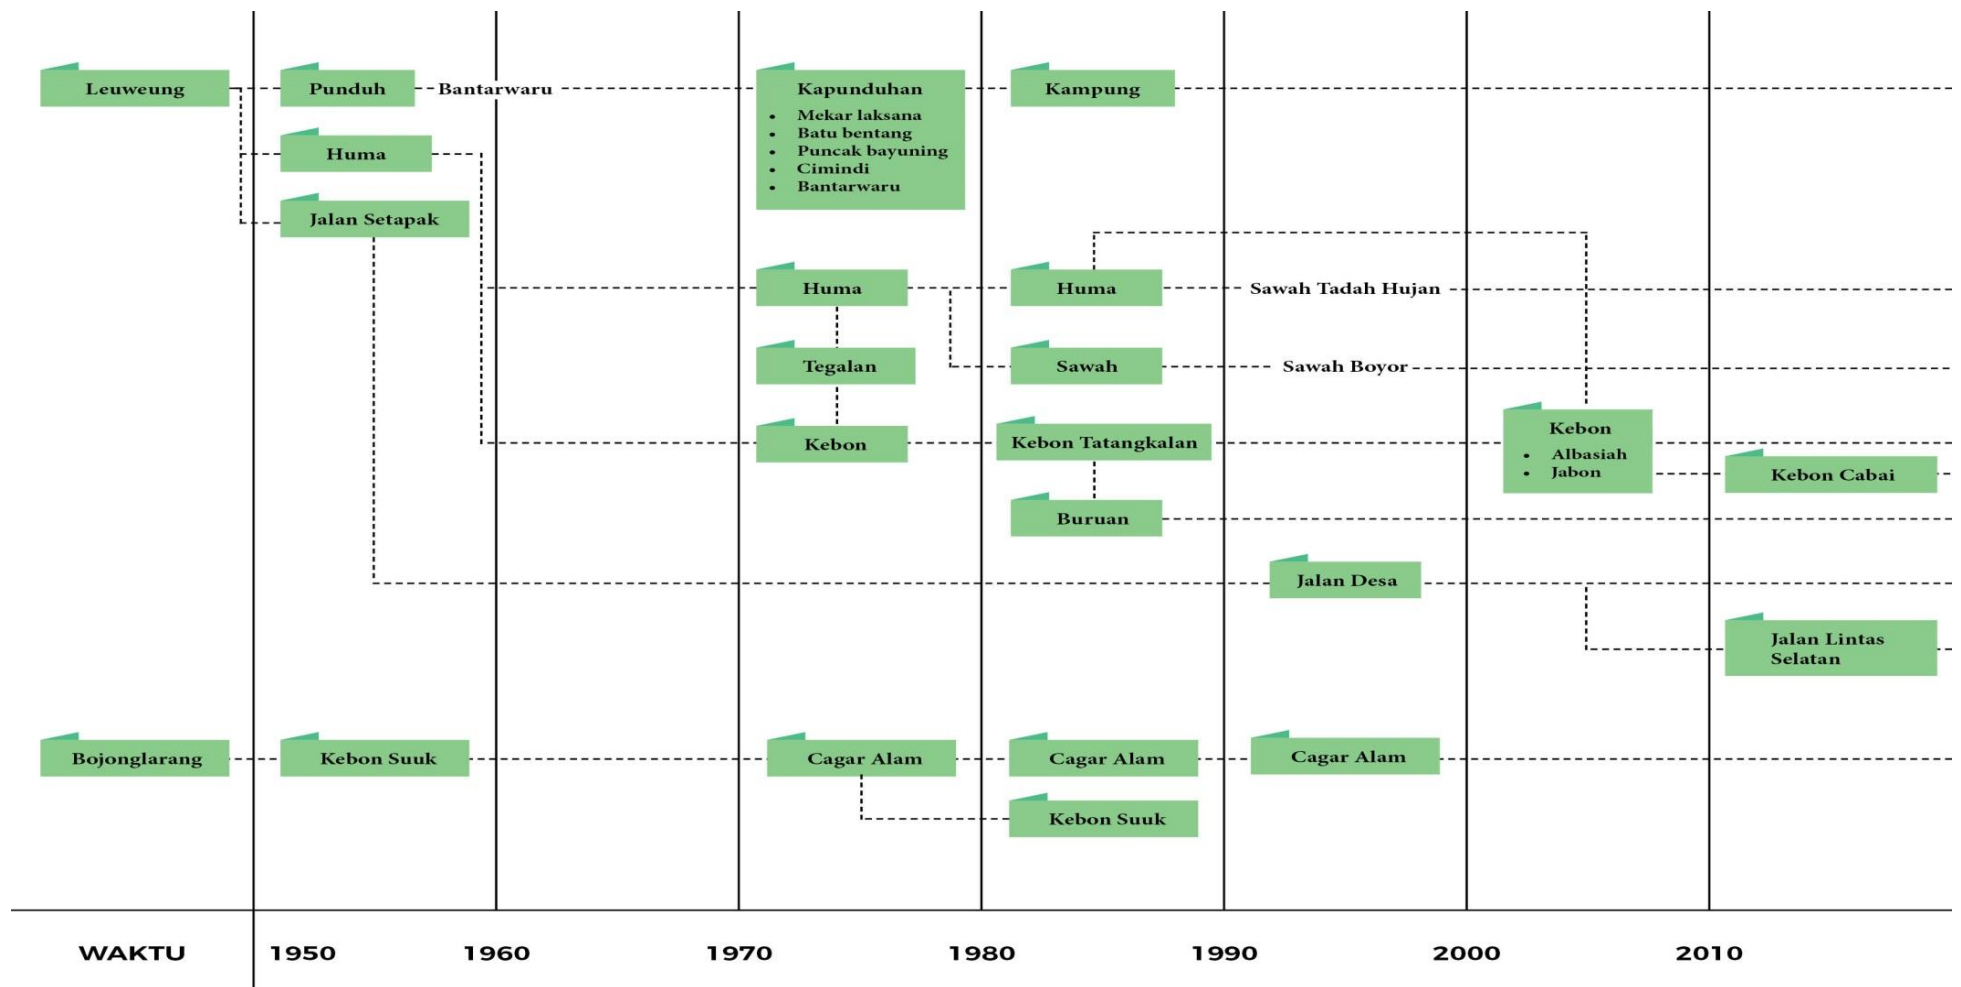 Leuweung
Punduh
Bantarwaru
Kapunduhan
• Mekar laksana
• Batu bentang
• Puncak bayuning
• Cimindi
• Bantarwaru
Kampung
Huma
Jalan Setapak
Huma
Huma
Sawah Tadah Hujan
Tegalan
Sawah
Sawah Boyor
Kebon
Kebon Tatangkalan
Kebon
• Albasiah
• Jabon
Kebon Cabai
Buruan
Jalan Desa
Jalan Lintas
Selatan
Bojonglarang
Kebon Suuk
Cagar Alam
Cagar Alam
Cagar Alam
Kebon Suuk
WAKTU
1950
1960
1970
1980
1990
2000
2010